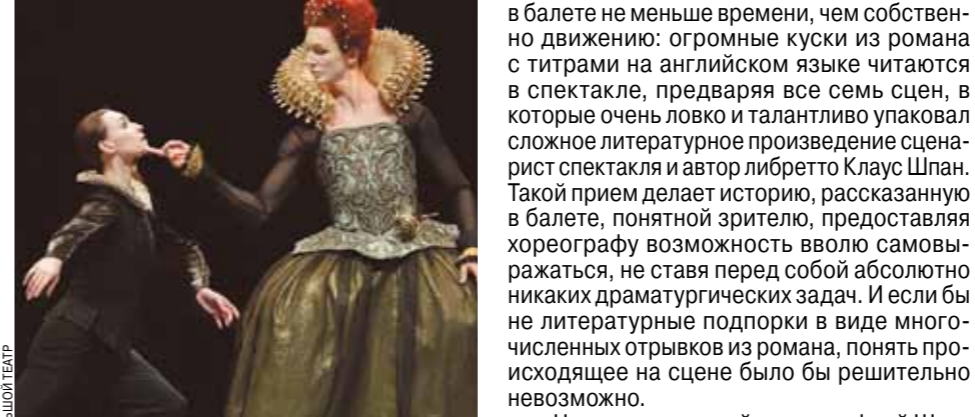 в балете не меньше времени, чем собствен-
но движению: огромные куски из романа
с титрами на английском языке читаются
в спектакле, предваряя все семь сцен, в
которые очень ловко и талантливо упаковал
сложное литературное произведение сцена-
рист спектакля и автор либретто Клаус Шпан.
Такой прием делает историю, рассказанную
в балете, понятной зрителю, предоставляя
хореографу возможность вволю самовы-
ражаться, не ставя перед собой абсолютно
никаких драматургических задач. И если бы
не литературные подпорки в виде много-
численных отрывков из романа, понять про-
исходящее на сцене было бы решительно
невозможно.
ШОЙ ТЕАТР